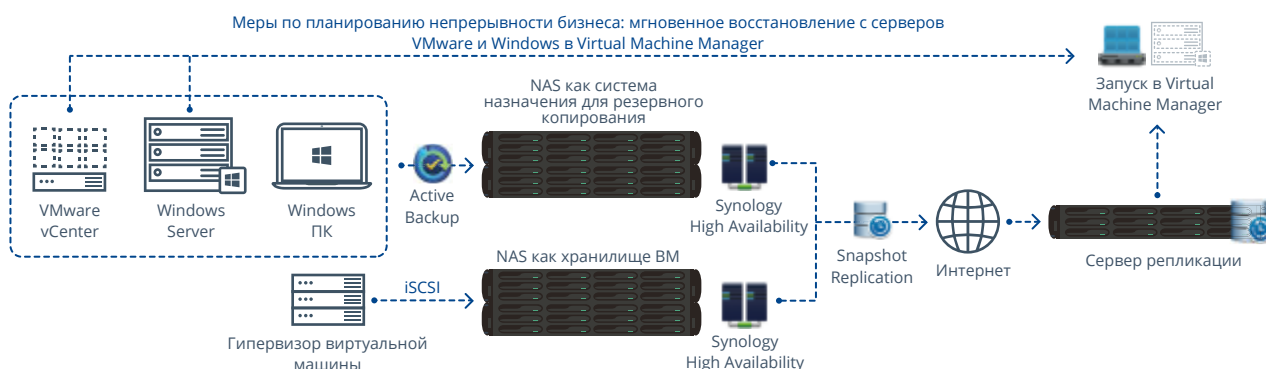 Меры по планированию непрерывности бизнеса: мгновенное восстановление с серверов
VMware и Windows в Virtual Machine Manager
Запуск в Virtual
Machine Manager
NAS как система
назначения для резервного
копирования
VMware
vCenter
Windows
Server
Windows
ПК
Active
Backup
Synology
High Availability
Snapshot
Replication
Интернет
Сервер репликации
NAS как хранилище ВМ
iSCSI
Гипервизор виртуальной
машины
Synology
High Availability